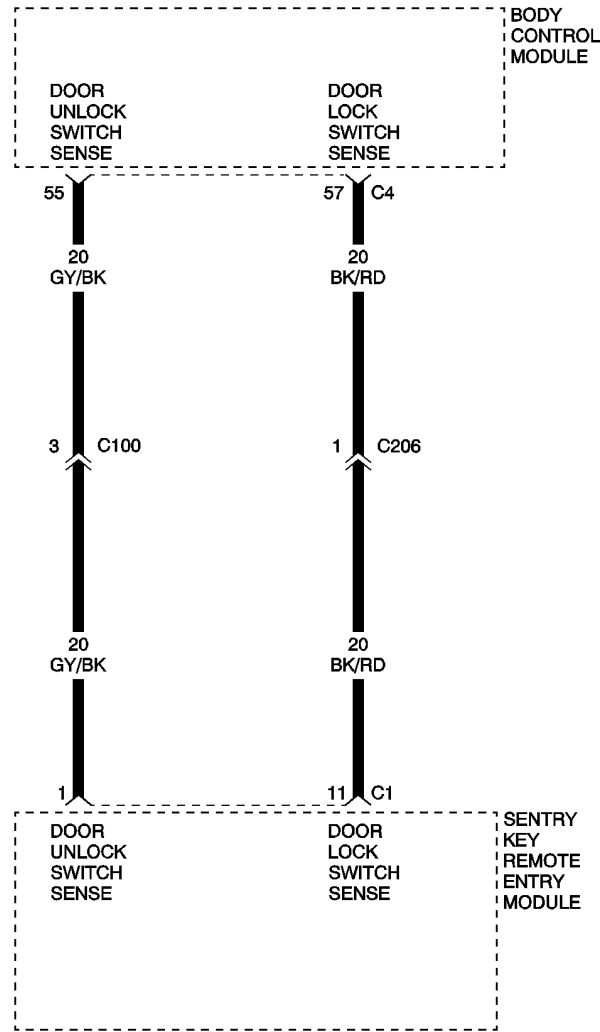 BODY
CONTROL
MODULE
DOOR
UNLOCK
SWITCH
SENSE
DOOR
LOCK
SWITCH
SENSE
55
57 C4
20
GY/BK
20
BK/RD
3 C100
1 C206
20
GY/BK
20
BK/RD
1
11 C1
DOOR
UNLOCK
SWITCH
SENSE
DOOR
LOCK
SWITCH
SENSE
SENTRY
KEY
REMOTE
ENTRY
MODULE